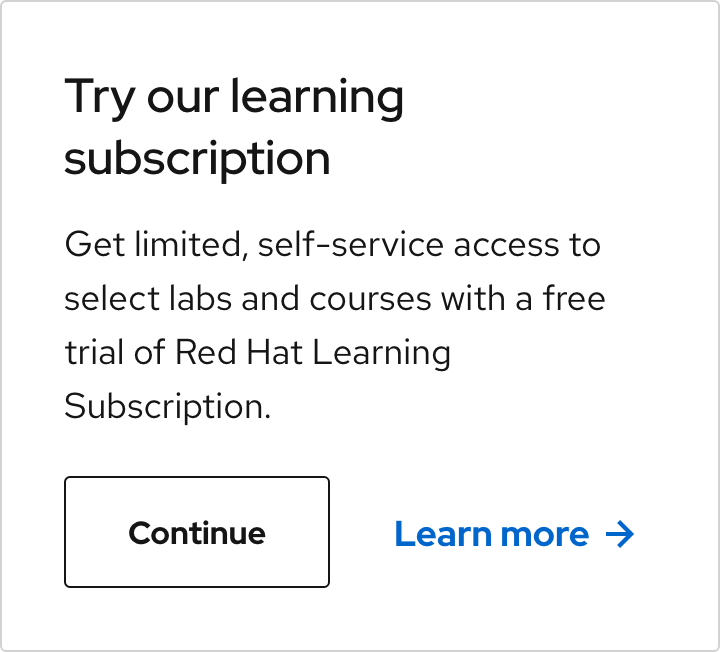 Try our learning
subscription
Get limited, self-service access to
select labs and courses with a free
trial of Red Hat Learning
Subscription.
Continue
Learn more →